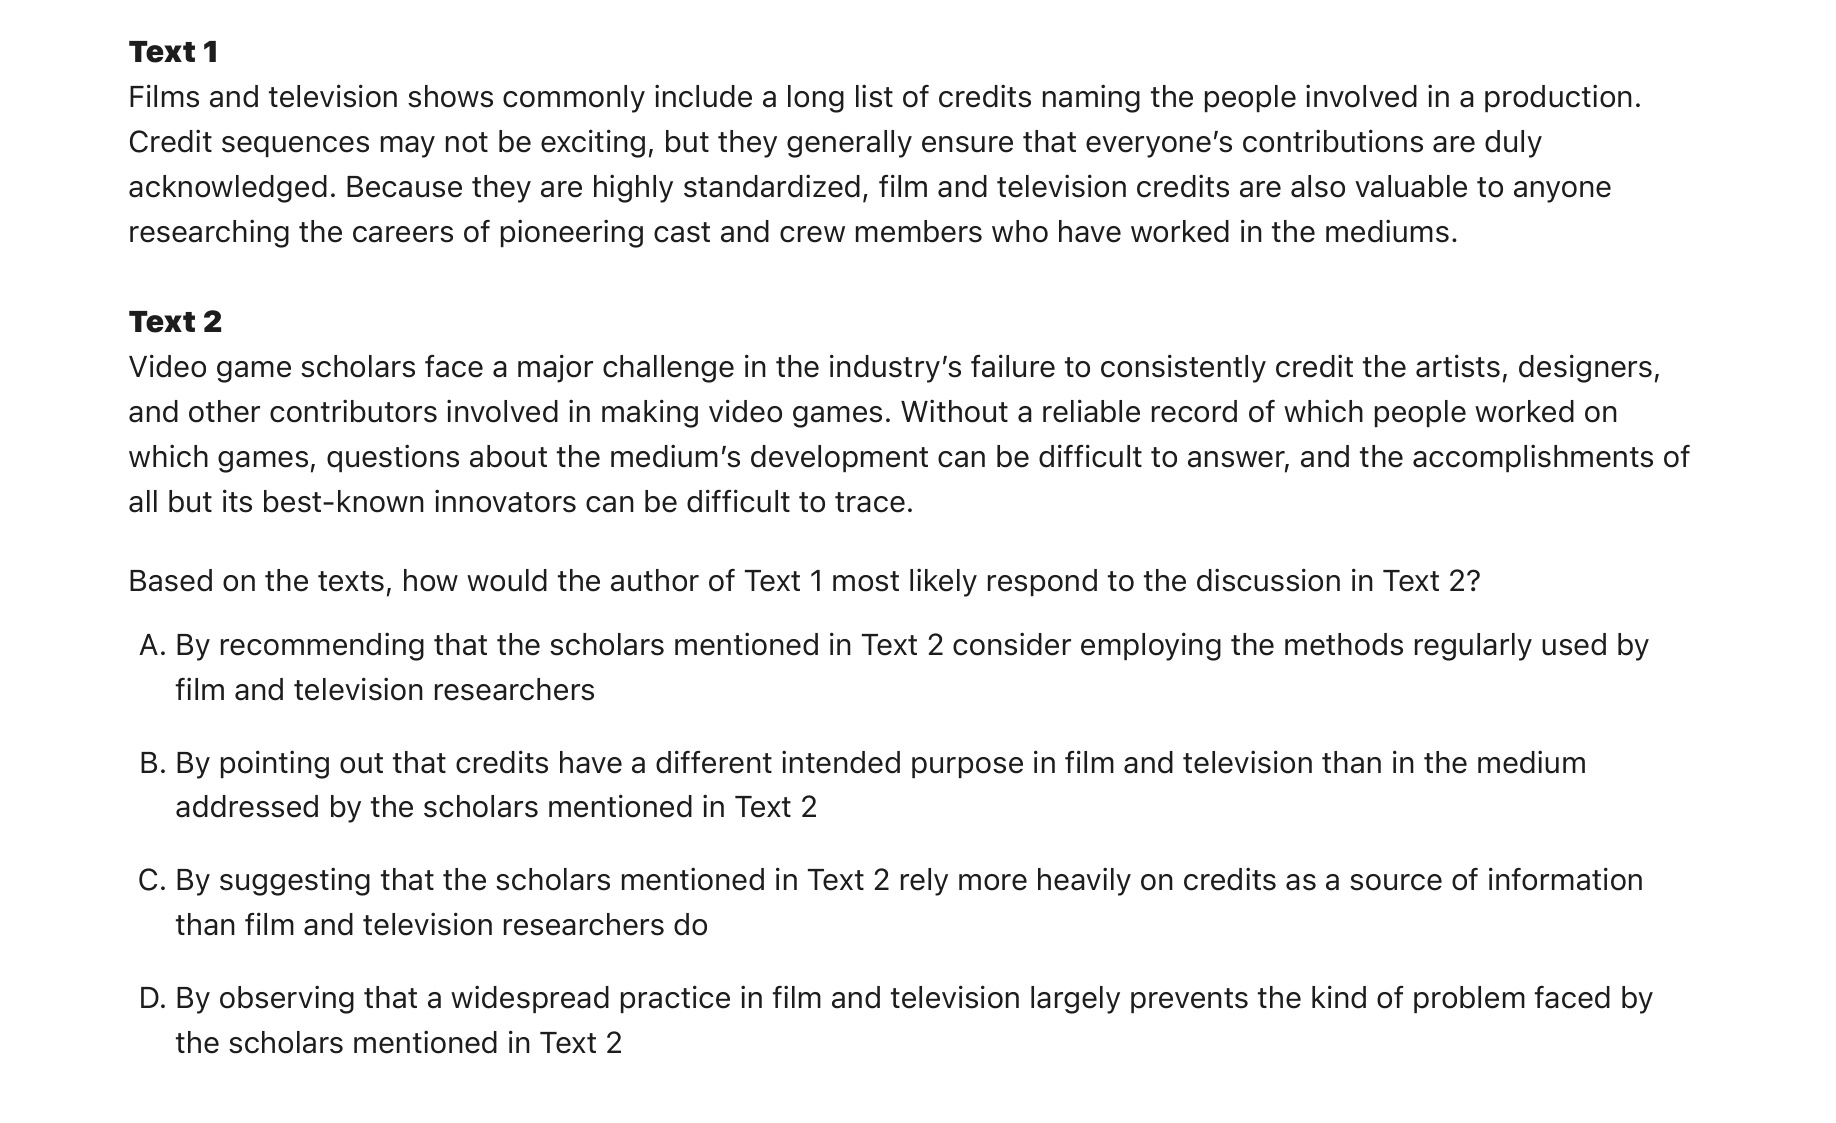 Text 1
Films and television shows commonly include a long list of credits naming the people involved in a production.
Credit sequences may not be exciting, but they generally ensure that everyone’s contributions are duly
acknowledged. Because they are highly standardized, film and television credits are also valuable to anyone
researching the careers of pioneering cast and crew members who have worked in the mediums.
Text 2
Video game scholars face a major challenge in the industry’s failure to consistently credit the artists, designers,
and other contributors involved in making video games. Without a reliable record of which people worked on
which games, questions about the medium’s development can be difficult to answer, and the accomplishments of
all but its best-known innovators can be difficult to trace.
Based on the texts, how would the author of Text 1 most likely respond to the discussion in Text 2?
A. By recommending that the scholars mentioned in Text 2 consider employing the methods regularly used by
film and television researchers
B. By pointing out that credits have a different intended purpose in film and television than in the medium
addressed by the scholars mentioned in Text 2
C. By suggesting that the scholars mentioned in Text 2 rely more heavily on credits as a source of information
than film and television researchers do
D. By observing that a widespread practice in film and television largely prevents the kind of problem faced by
the scholars mentioned in Text 2